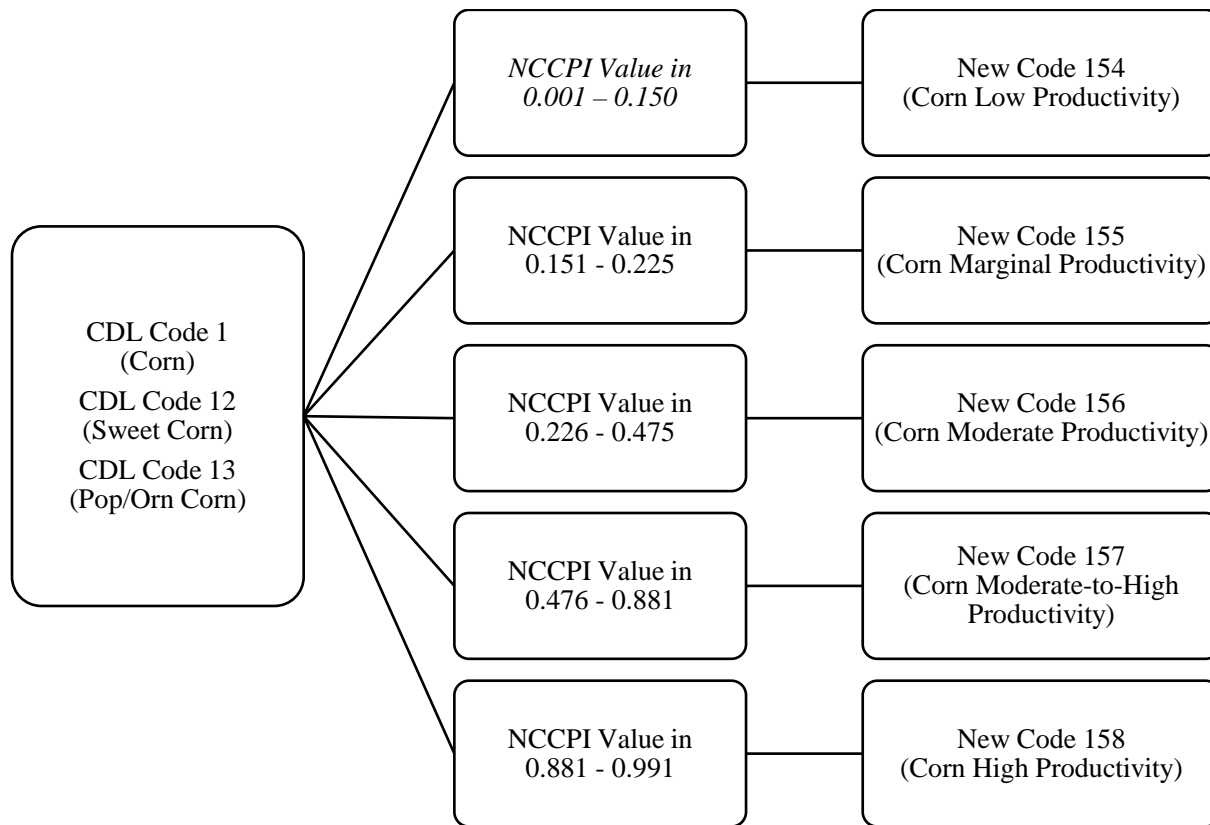 CDL Code 1
(Corn)
CDL Code 12
(Sweet Corn)
CDL Code 13
(Pop/Orn Corn)
NCCPI Value in
0.001 – 0.150
New Code 154
(Corn Low Productivity)
NCCPI Value in
0.151 - 0.225
New Code 155
(Corn Marginal Productivity)
NCCPI Value in
0.226 - 0.475
New Code 156
(Corn Moderate Productivity)
NCCPI Value in
0.476 - 0.881
New Code 157
(Corn Moderate-to-High
Productivity)
NCCPI Value in
0.881 - 0.991
New Code 158
(Corn High Productivity)